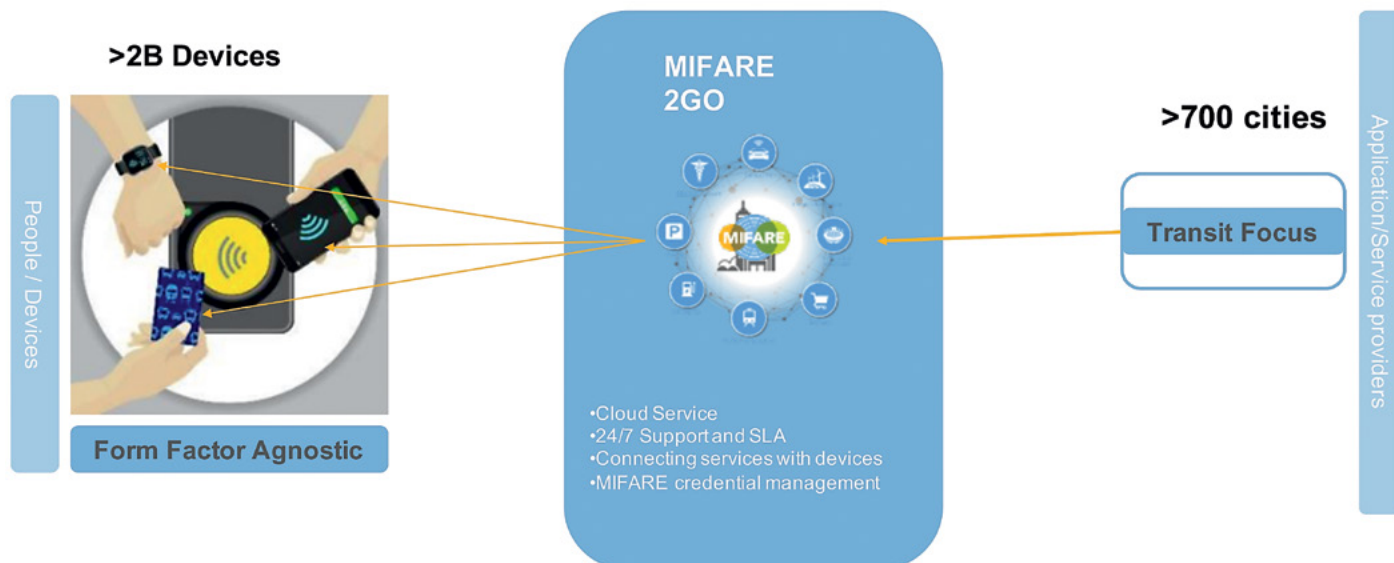 >2B Devices
People / Devices
Form Factor Agnostic
MIFARE
2GO
P
MIFARE
•Cloud Service
•24/7 Support and SLA
•Connecting services with devices
•MIFARE credential management
>700 cities
Transit Focus
Application/Service providers